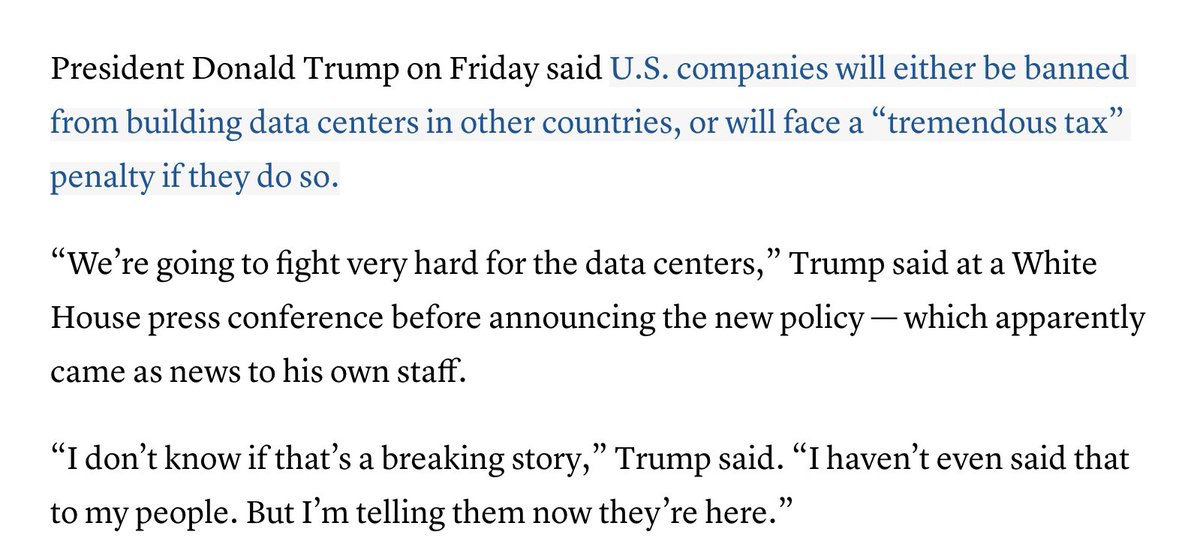 President Donald Trump on Friday said U.S. companies will either be banned
from building data centers in other countries, or will face a “tremendous tax”
penalty if they do so.
“We’re going to fight very hard for the data centers,” Trump said at a White
House press conference before announcing the new policy — which apparently
came as news to his own staff.
“I don’t know if that’s a breaking story,” Trump said. “I haven’t even said that
to my people. But I’m telling them now they’re here.”